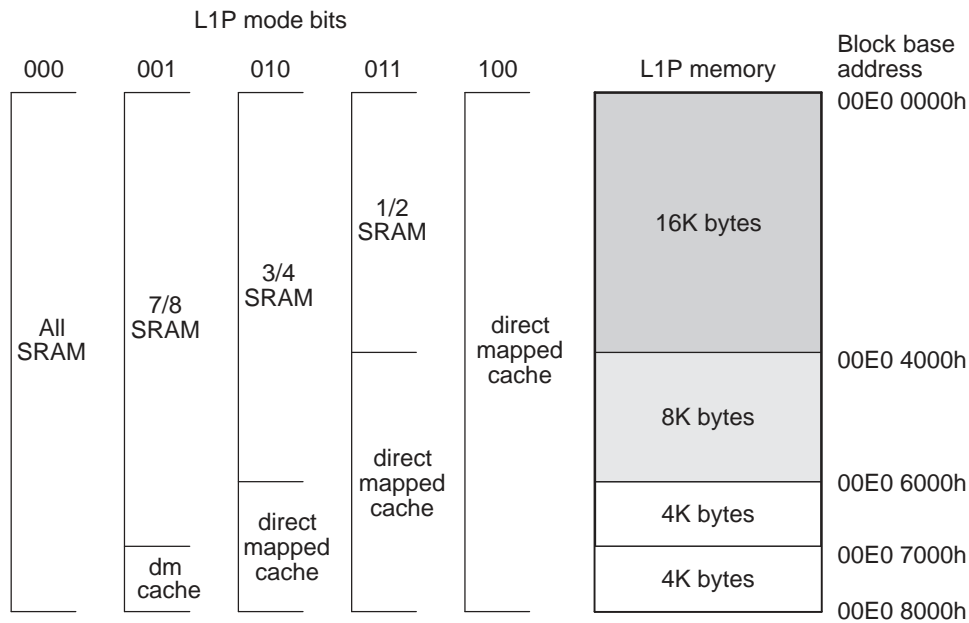 L1P mode bits
000 001 010 011 100 L1P memory
Block base
address
00E0 0000h
All
SRAM
7/8
SRAM
dm
cache
3/4
SRAM
direct
mapped
cache
1/2
SRAM
direct
mapped
cache
direct
mapped
cache
16K bytes
00E0 4000h
8K bytes
00E0 6000h
4K bytes
00E0 7000h
4K bytes
00E0 8000h